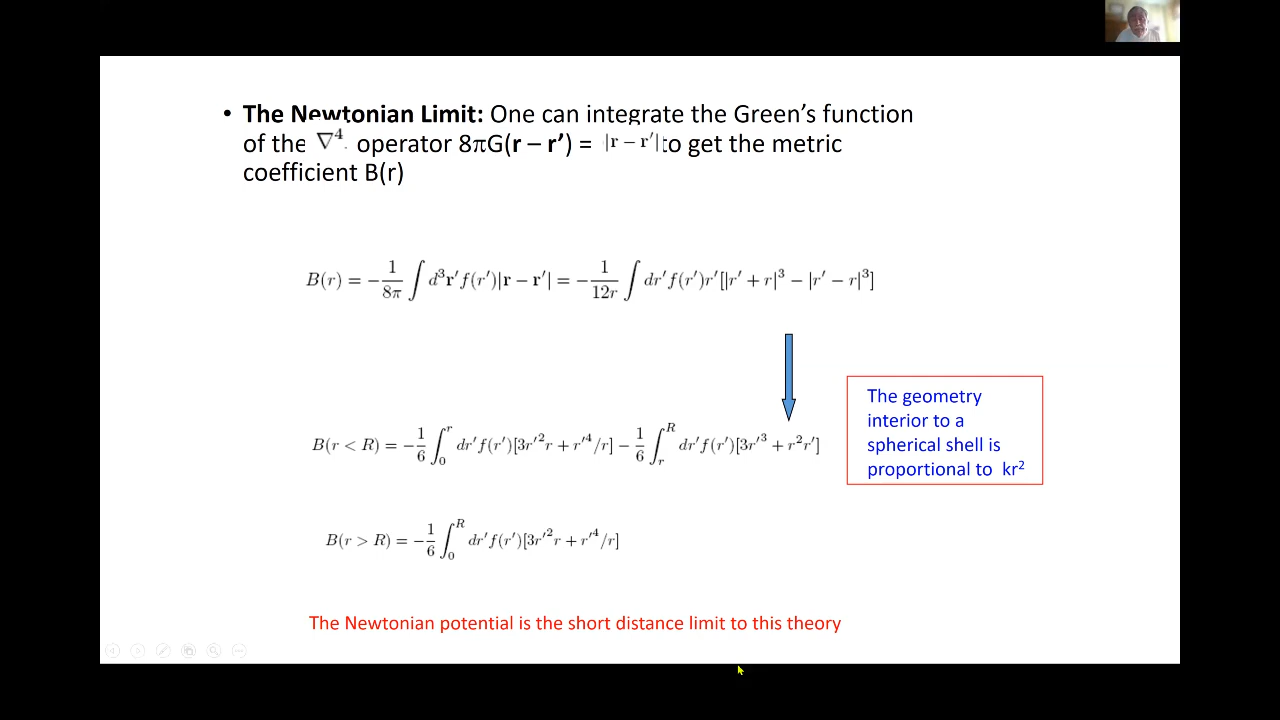 • The Newtonian Limit: One can integrate the Green’s function
of the ∇⁴ operator 8πG(r – r’) = |r − r′| to get the metric
coefficient B(r)
B(r) = −1/8π ∫ d³r′f(r′)|r − r′| = −1/12r ∫ dr′f(r′)r′[|r′ + r|³ − |r′ − r|³]
The geometry
interior to a
spherical shell is
proportional to kr²
B(r < R) = −1/6 ∫₀ʳ dr′f(r′)[3r′²r + r′⁴/r] − 1/6 ∫ᵣᴿ dr′f(r′)[3r′³ + r²r′]
B(r > R) = −1/6 ∫₀ᴿ dr′f(r′)[3r′²r + r′⁴/r]
The Newtonian potential is the short distance limit to this theory